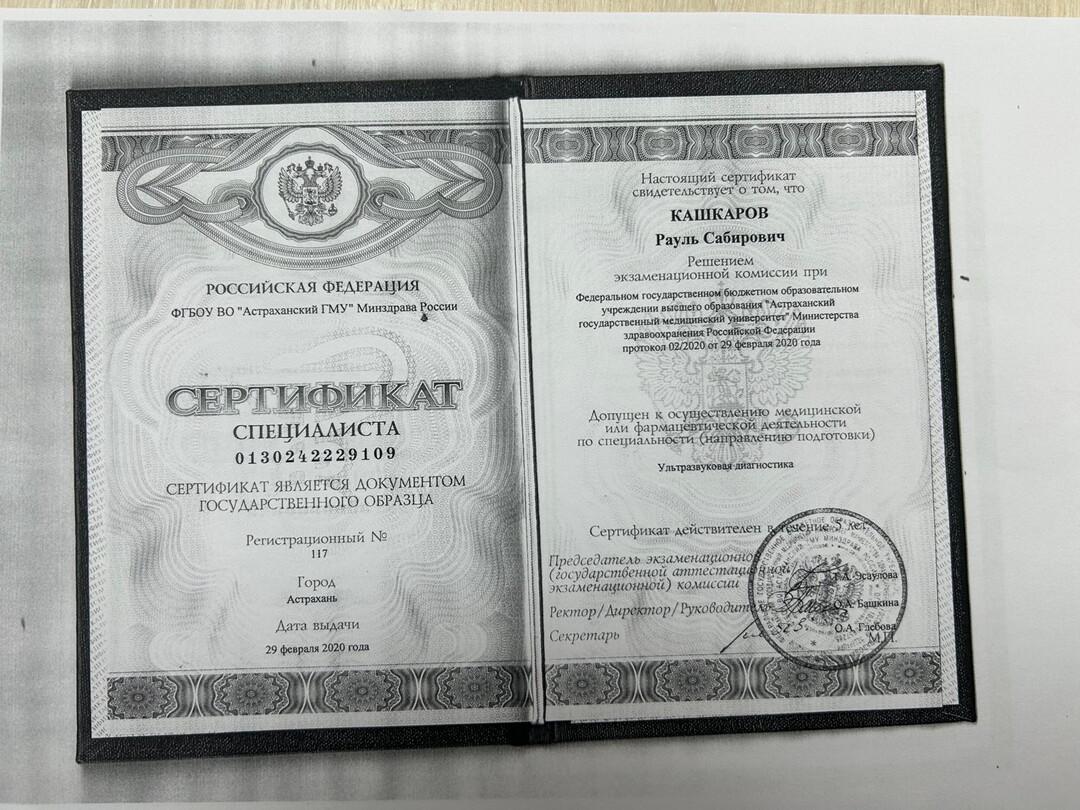 РОССИЙСКАЯ ФЕДЕРАЦИЯ
ФГБОУ ВО "Астраханский ГМУ" Минздрава России
СЕРТИФИКАТ
СПЕЦИАЛИСТА
0130242229109
СЕРТИФИКАТ ЯВЛЯЕТСЯ ДОКУМЕНТОМ
ГОСУДАРСТВЕННОГО ОБРАЗЦА
Регистрационный №
117
Город
Астрахань
Дата выдачи
29 февраля 2020 года
Настоящий сертификат
свидетельствует о том, что
КАШКАРОВ
Рауль Сабирович
Решением
экзаменационной комиссии при
Федеральном государственном бюджетном образовательном
учреждении высшего образования "Астраханский
государственный медицинский университет" Министерства
здравоохранения Российской Федерации
протокол 02/2020 от 29 февраля 2020 года
Допущен к осуществлению медицинской
или фармацевтической деятельности
по специальности (направлению подготовки)
Ультразвуковая диагностика
Сертификат действителен в течение 5 лет.
Председатель экзаменационной
(государственной аттестационной/
экзаменационной) комиссии
Т.А. Эсаулова
Ректор/Директор/Руководитель
О.А. Башкина
Секретарь
О.А. Глебова
М.П.